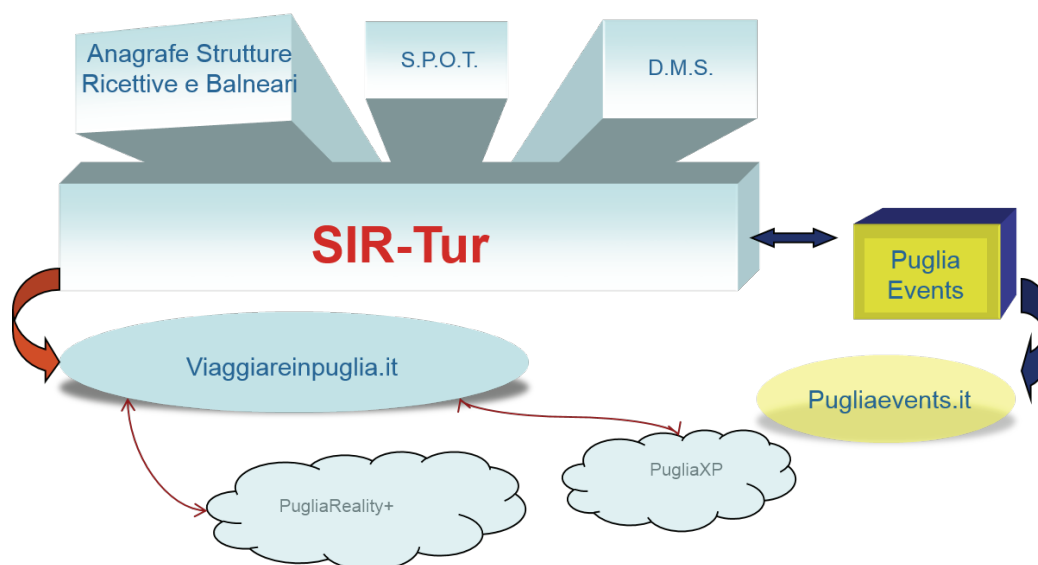 Anagrafe Strutture
Ricettive e Balneari
S.P.O.T.
D.M.S.
SIR-Tur
Puglia
Events
Viaggiareinpuglia.it
Pugliaevents.it
PugliaXP
PugliaReality+